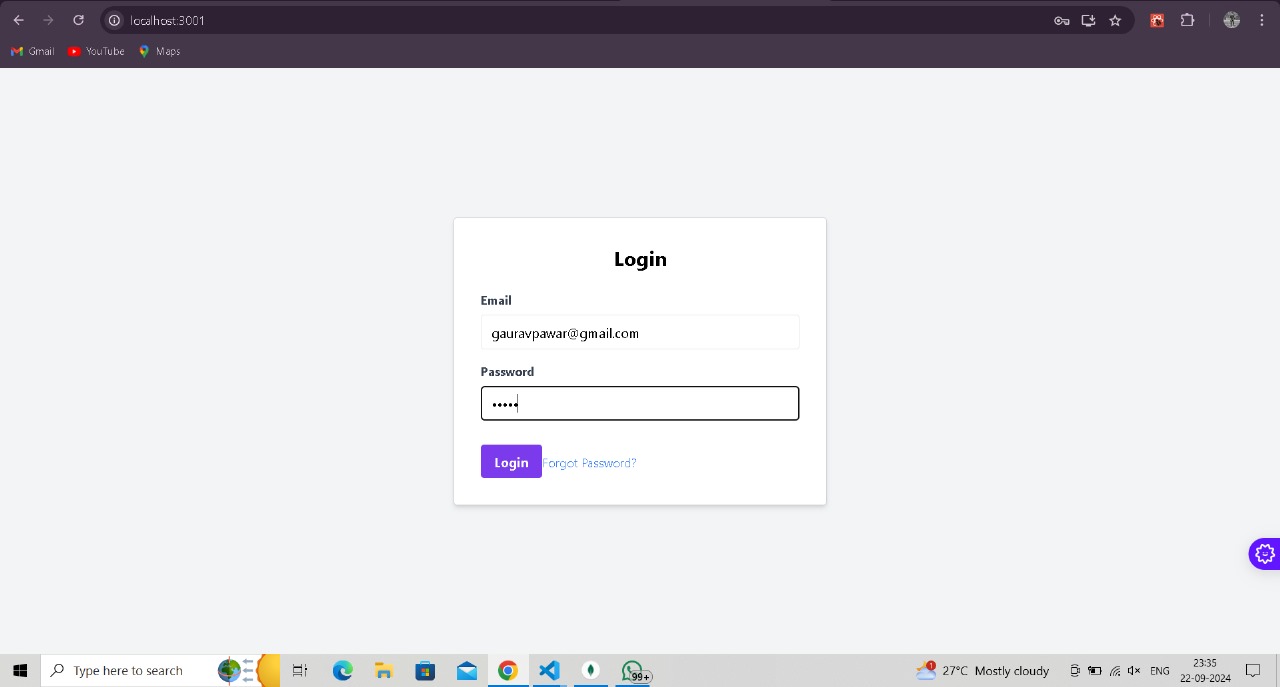 localhost:3001
Gmail YouTube Maps
Login
Email
gauravpawar@gmail.com
Password
•••••
Login Forgot Password?
Type here to search
99+
1
27°C Mostly cloudy
ENG
23:35
22-09-2024